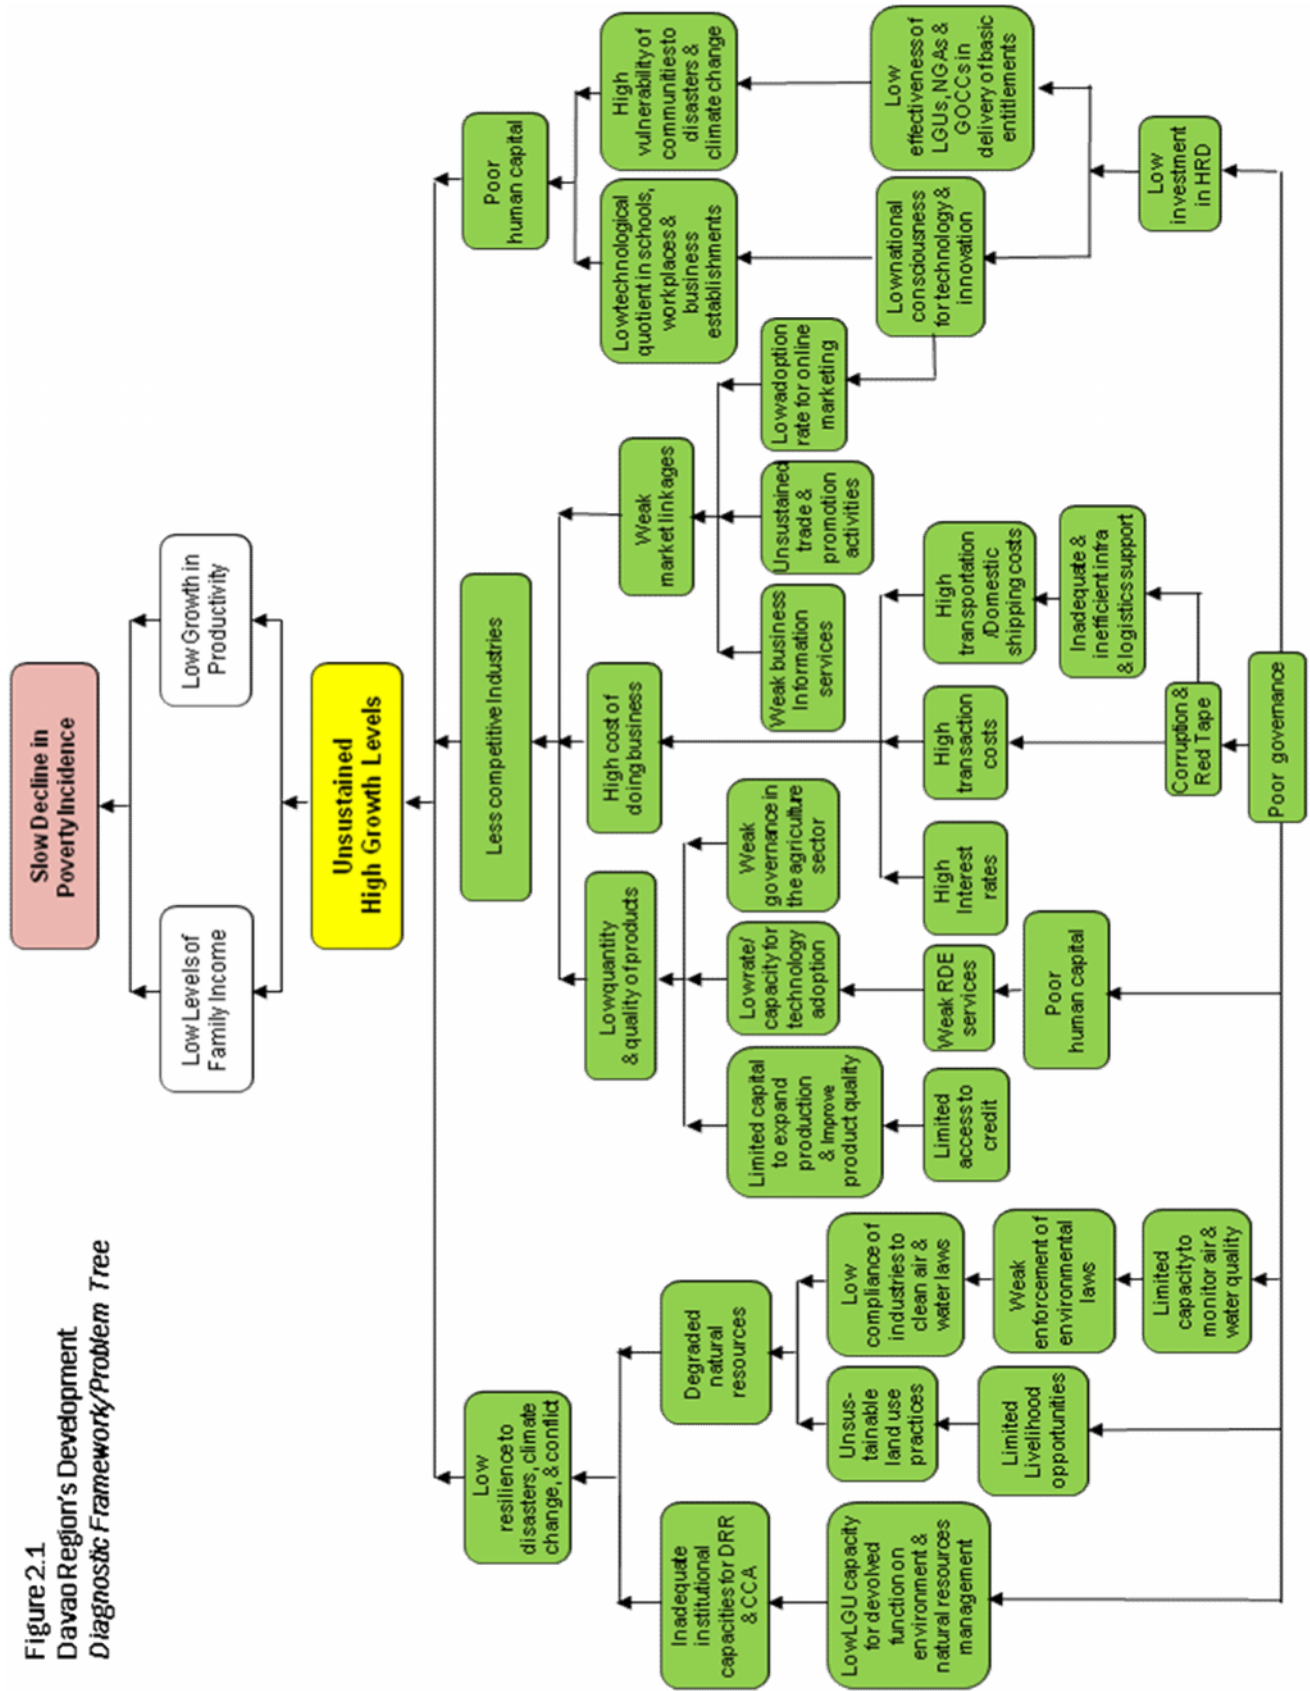 Figure 2.1
Davao Region's Development
Diagnostic Framework/Problem Tree
Slow Decline in
Poverty Incidence
Low Levels of
Family Income
Low Growth in
Productivity
Unsustained
High Growth Levels
Low
resilience to
disasters, climate
change, & conflict
Less competitive Industries
Poor
human capital
Inadequate
institutional
capacities for DRR
& CCA
Degraded
natural
resources
Low quantity
& quality of products
High cost of
doing business
Weak
market linkages
Low technological
quotient in schools,
workplaces &
business
establishments
High
vulnerability of
communities to
disasters &
climate change
Low LGU capacity
for devolved
function on
environment &
natural resources
management
Unsus-
tainable
land use
practices
Low
compliance of
industries to
clean air &
water laws
Limited capital
to expand
production
& Improve
product quality
Low rate/
capacity for
technology
adoption
Weak
governance in
the agriculture
sector
Weak business
Information
services
Unsustained
trade &
promotion
activities
Low adoption
rate for online
marketing
Low national
consciousness
for technology &
innovation
Low
effectiveness of
LGUs, NGAs &
GOCCs in
delivery of basic
entitlements
Limited
Livelihood
opportunities
Weak
enforcement of
environmental
laws
Limited
access to
credit
Weak RDE
services
High
Interest
rates
High
transaction
costs
High
transportation
/Domestic
shipping costs
Limited
capacity to
monitor air &
water quality
Poor
human capital
Inadequate &
inefficient infra
& logistics support
Corruption &
Red Tape
Low
investment
in HRD
Poor governance